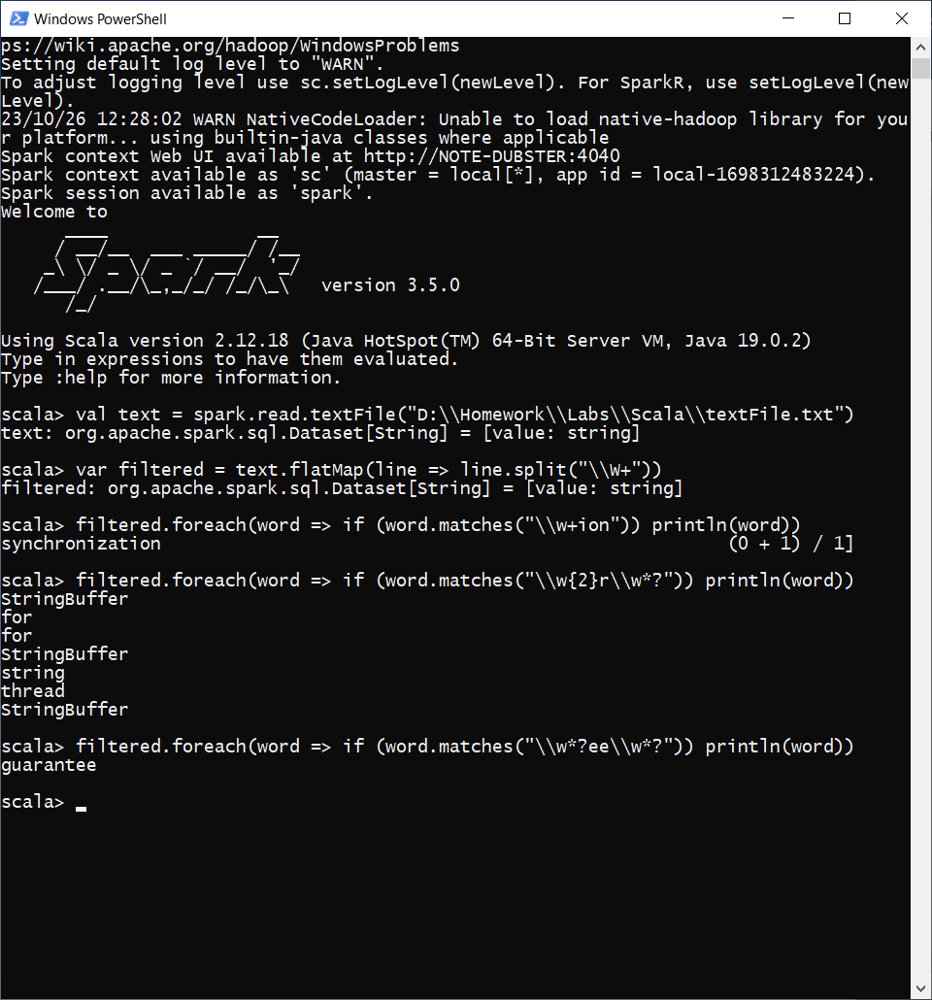 Windows PowerShell
ps://wiki.apache.org/hadoop/WindowsProblems
Setting default log level to "WARN".
To adjust logging level use sc.setLogLevel(newLevel). For SparkR, use setLogLevel(new
Level).
23/10/26 12:28:02 WARN NativeCodeLoader: Unable to load native-hadoop library for you
r platform... using builtin-java classes where applicable
Spark context Web UI available at http://NOTE-DUBSTER:4040
Spark context available as 'sc' (master = local[*], app id = local-1698312483224).
Spark session available as 'spark'.
Welcome to
      ____              __
     / __/__  ___ _____/ /__
    _\ \/ _ \/ _ `/ __/  '_/
   /___/ .__/\_,_/_/ /_/\_\   version 3.5.0
      /_/
Using Scala version 2.12.18 (Java HotSpot(TM) 64-Bit Server VM, Java 19.0.2)
Type in expressions to have them evaluated.
Type :help for more information.
scala> val text = spark.read.textFile("D:\\Homework\\Labs\\Scala\\textFile.txt")
text: org.apache.spark.sql.Dataset[String] = [value: string]
scala> var filtered = text.flatMap(line => line.split("\\W+"))
filtered: org.apache.spark.sql.Dataset[String] = [value: string]
scala> filtered.foreach(word => if (word.matches("\\w+ion")) println(word))
synchronization                                                     (0 + 1) / 1]
scala> filtered.foreach(word => if (word.matches("\\w{2}r\\w*?")) println(word))
StringBuffer
for
for
StringBuffer
string
thread
StringBuffer
scala> filtered.foreach(word => if (word.matches("\\w*?ee\\w*?")) println(word))
guarantee
scala>